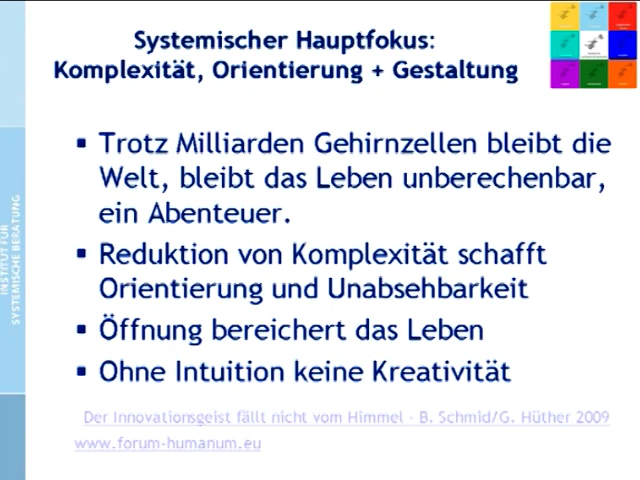 Systemischer Hauptfokus:
Komplexität, Orientierung + Gestaltung
▪ Trotz Milliarden Gehirnzellen bleibt die
Welt, bleibt das Leben unberechenbar,
ein Abenteuer.
▪ Reduktion von Komplexität schafft
Orientierung und Unabsehbarkeit
▪ Öffnung bereichert das Leben
▪ Ohne Intuition keine Kreativität
Der Innovationsgeist fällt nicht vom Himmel - B. Schmid/G. Hüther 2009
www.forum-humanum.eu
INSTITUT FÜR
SYSTEMISCHE BERATUNG